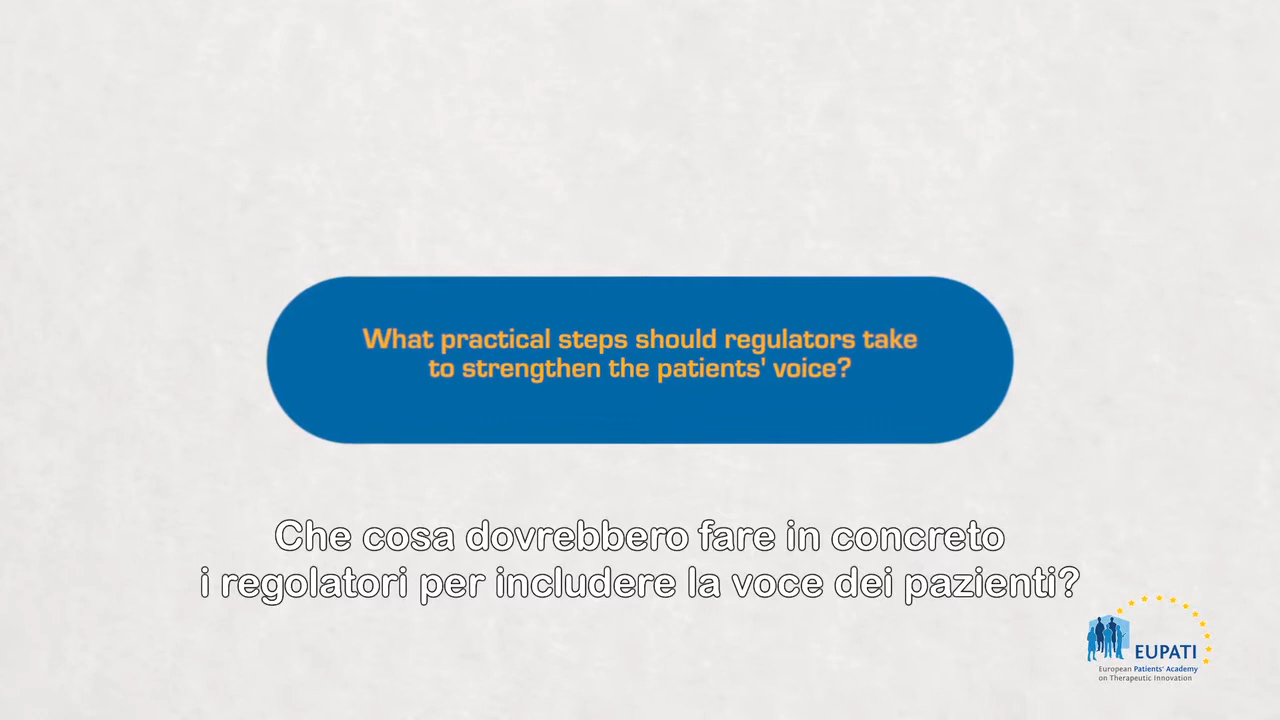 What practical steps should regulators take
to strengthen the patients' voice?
Che cosa dovrebbero fare in concreto
i regolatori per includere la voce dei pazienti?
EUPATI
European Patients' Academy
on Therapeutic Innovation